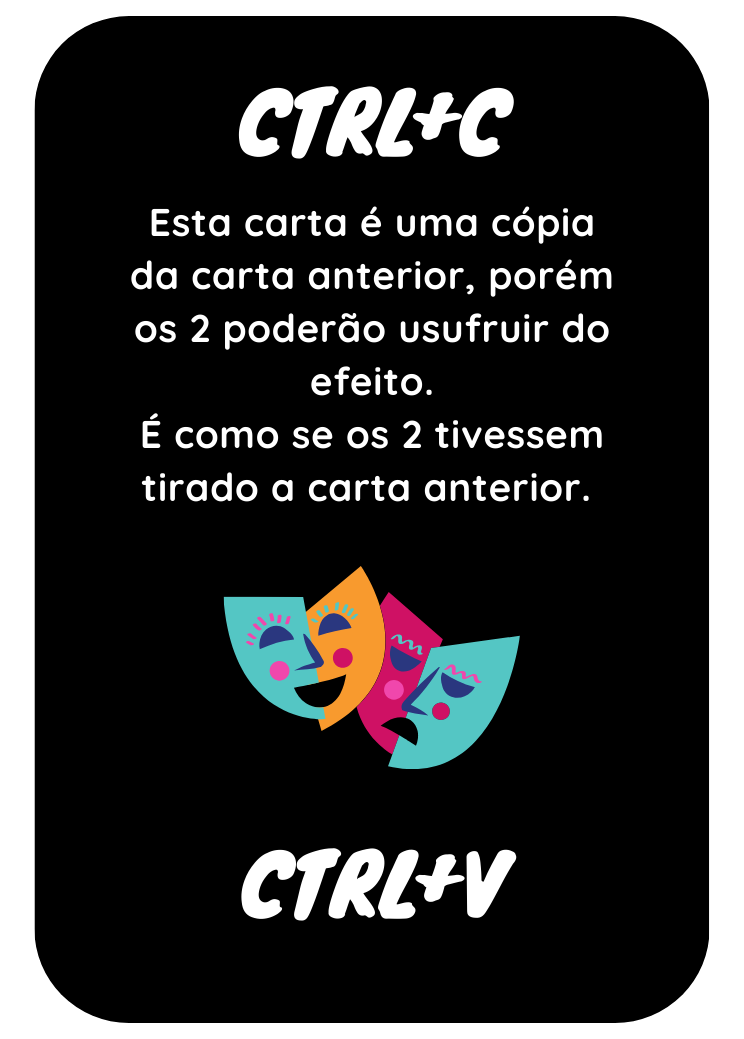 CTRL+C
Esta carta é uma cópia
da carta anterior, porém
os 2 poderão usufruir do
efeito.
É como se os 2 tivessem
tirado a carta anterior.
CTRL+V